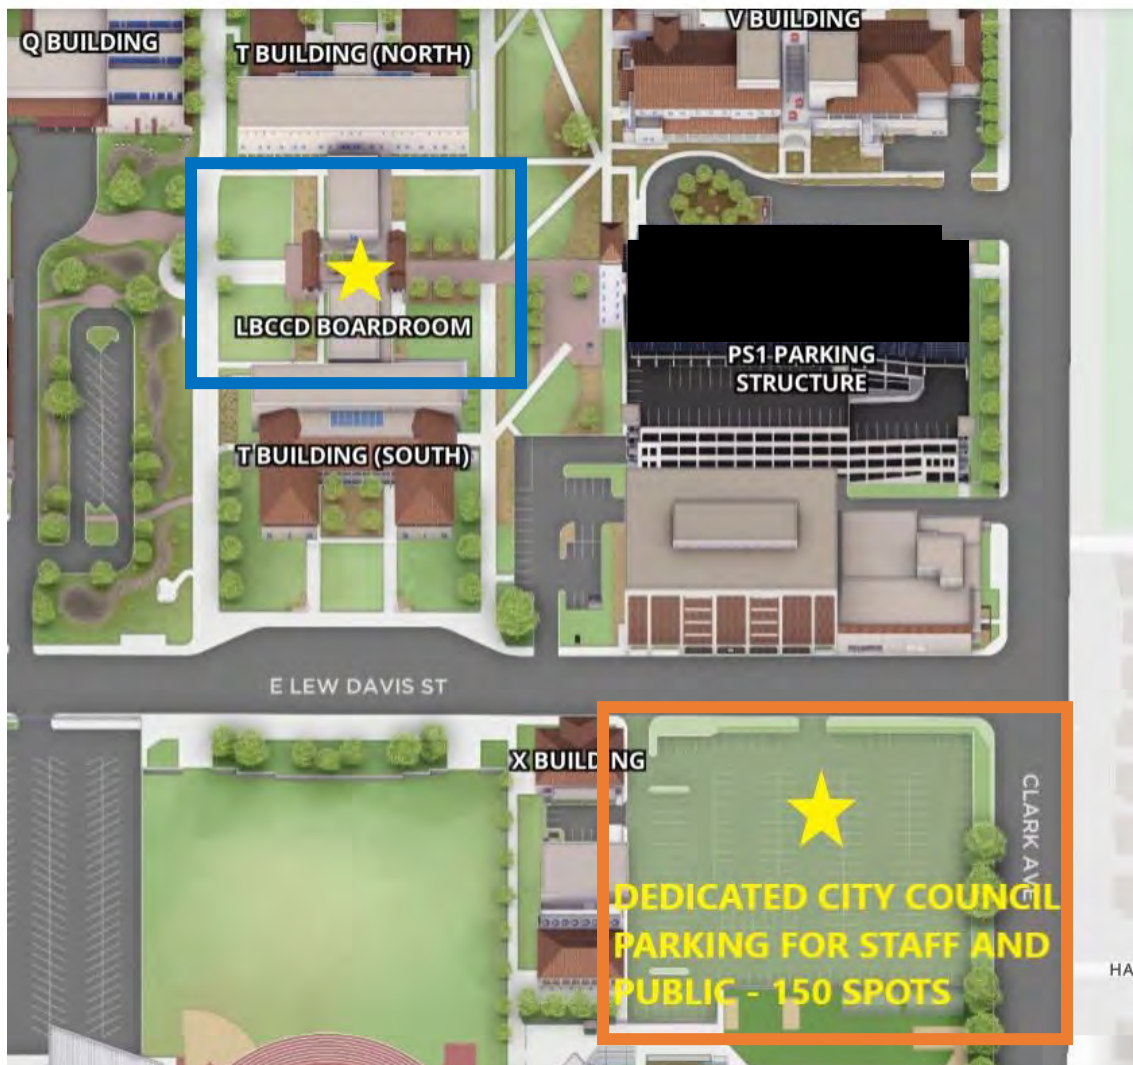 V BUILDING
Q BUILDING
T BUILDING (NORTH)
LBCCD BOARDROOM
PS1 PARKING
STRUCTURE
T BUILDING (SOUTH)
E LEW DAVIS ST
X BUILDING
CLARK AVE
DEDICATED CITY COUNCIL
PARKING FOR STAFF AND
PUBLIC - 150 SPOTS
HA